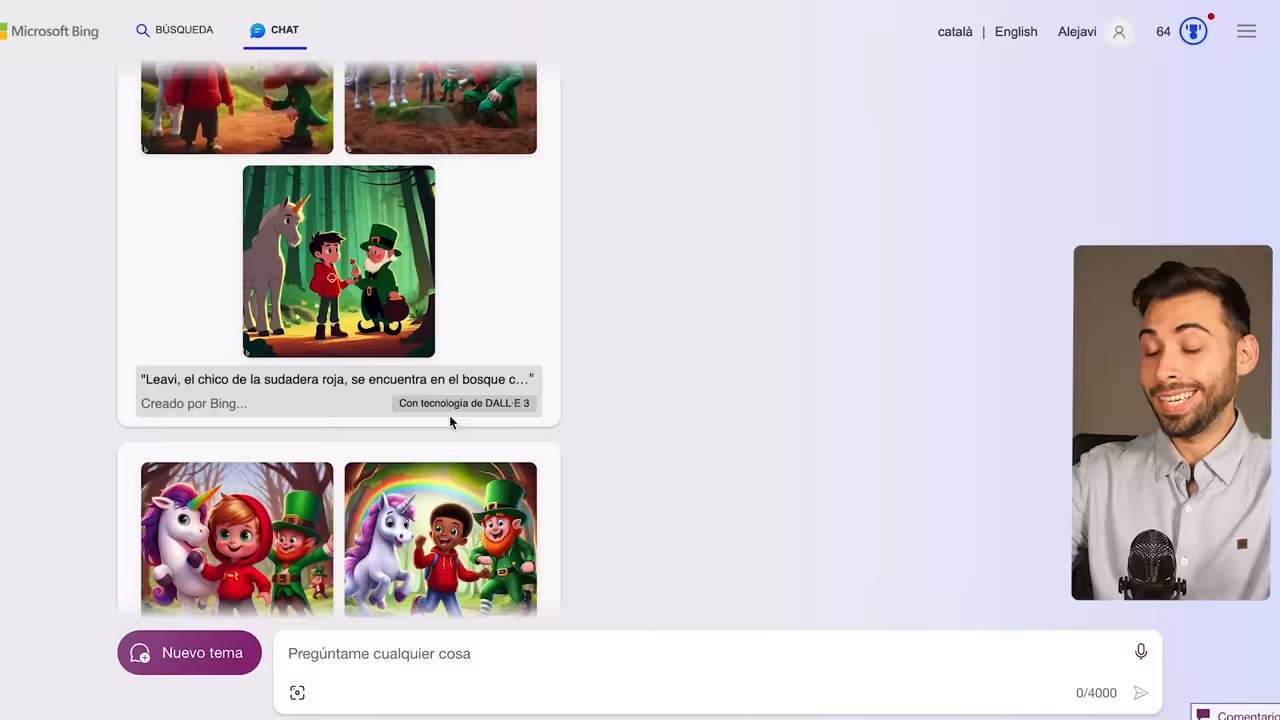 Microsoft Bing
BÚSQUEDA
CHAT
català | English
Alejavi
64
"Leavi, el chico de la sudadera roja, se encuentra en el bosque c..."
Creado por Bing...
Con tecnología de DALL·E 3
Nuevo tema
Pregúntame cualquier cosa
0/4000
Comentario